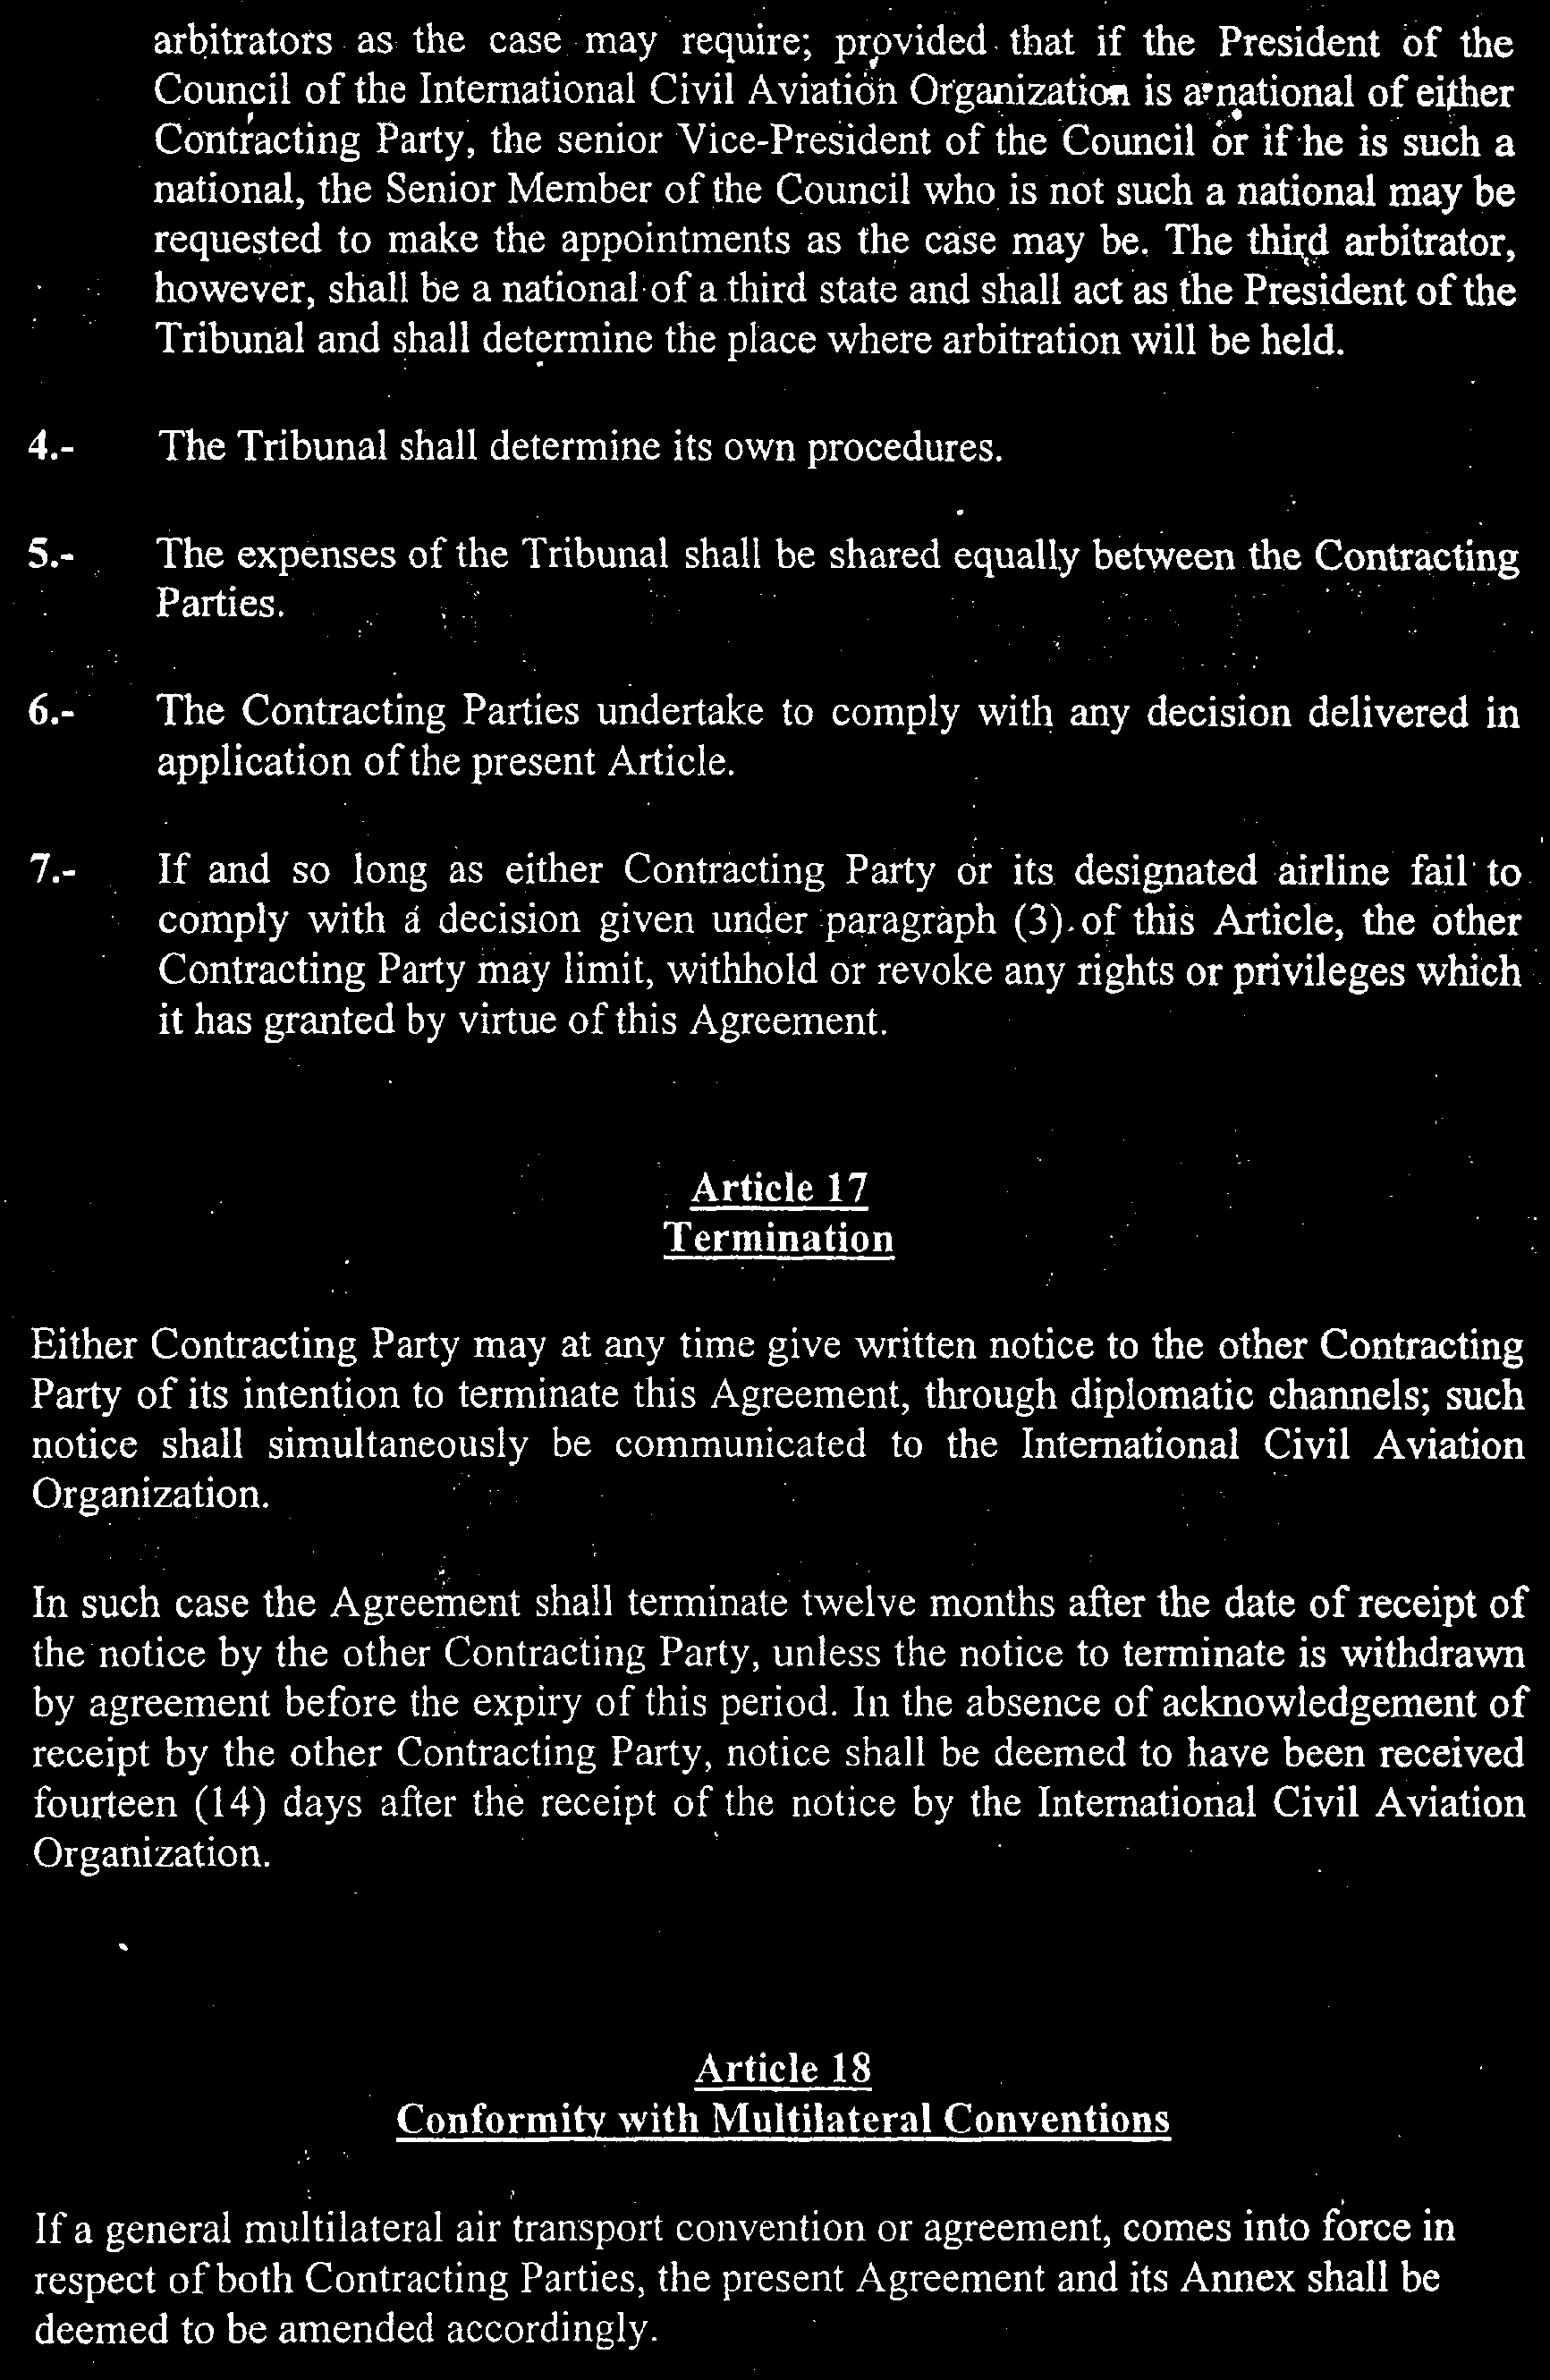 arbitrators as the case may require; provided that if the President of the
Council of the International Civil Aviation Organization is a national of either
Contracting Party, the senior Vice-President of the Council or if he is such a
national, the Senior Member of the Council who is not such a national may be
requested to make the appointments as the case may be. The third arbitrator,
however, shall be a national of a third state and shall act as the President of the
Tribunal and shall determine the place where arbitration will be held.
4.- The Tribunal shall determine its own procedures.
5.- The expenses of the Tribunal shall be shared equally between the Contracting
Parties.
6.- The Contracting Parties undertake to comply with any decision delivered in
application of the present Article.
7.- If and so long as either Contracting Party or its designated airline fail to
comply with a decision given under paragraph (3) of this Article, the other
Contracting Party may limit, withhold or revoke any rights or privileges which
it has granted by virtue of this Agreement.
Article 17
Termination
Either Contracting Party may at any time give written notice to the other Contracting
Party of its intention to terminate this Agreement, through diplomatic channels; such
notice shall simultaneously be communicated to the International Civil Aviation
Organization.
In such case the Agreement shall terminate twelve months after the date of receipt of
the notice by the other Contracting Party, unless the notice to terminate is withdrawn
by agreement before the expiry of this period. In the absence of acknowledgement of
receipt by the other Contracting Party, notice shall be deemed to have been received
fourteen (14) days after the receipt of the notice by the International Civil Aviation
Organization.
Article 18
Conformity with Multilateral Conventions
If a general multilateral air transport convention or agreement, comes into force in
respect of both Contracting Parties, the present Agreement and its Annex shall be
deemed to be amended accordingly.